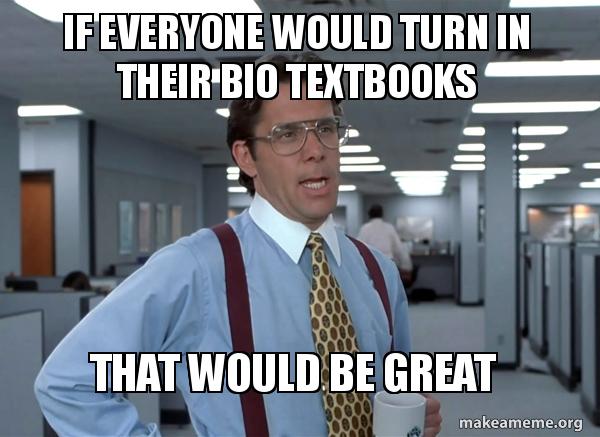 IF EVERYONE WOULD TURN IN
THEIR BIO TEXTBOOKS
THAT WOULD BE GREAT
makeameme.org